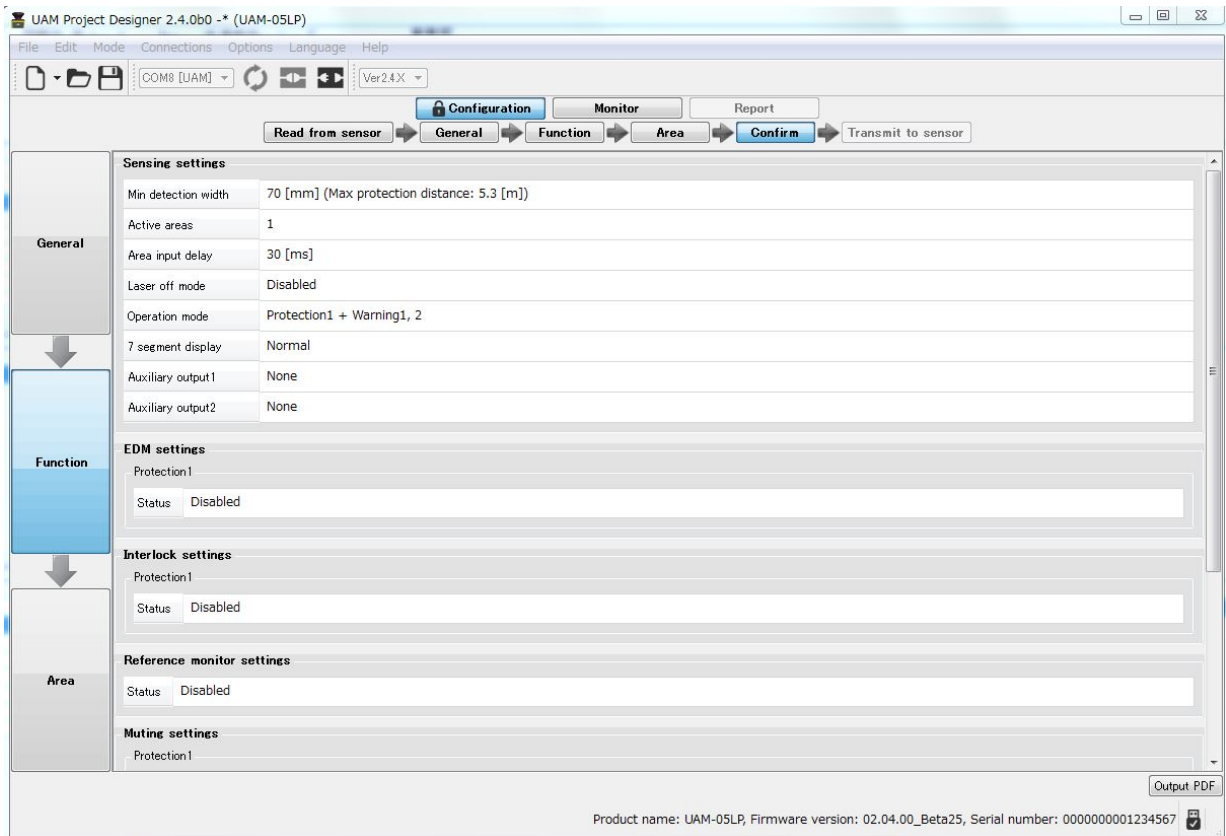 UAM Project Designer 2.4.0b0 -* (UAM-05LP)
File Edit Mode Connections Options Language Help
COM8 [UAM] Ver2.4.X
Configuration Monitor Report
Read from sensor General Function Area Confirm Transmit to sensor
General
Function
Area
Sensing settings
Min detection width 70 [mm] (Max protection distance: 5.3 [m])
Active areas 1
Area input delay 30 [ms]
Laser off mode Disabled
Operation mode Protection1 + Warning1, 2
7 segment display Normal
Auxiliary output1 None
Auxiliary output2 None
EDM settings
Protection1
Status Disabled
Interlock settings
Protection1
Status Disabled
Reference monitor settings
Status Disabled
Muting settings
Protection1
Output PDF
Product name: UAM-05LP, Firmware version: 02.04.00_Beta25, Serial number: 0000000001234567